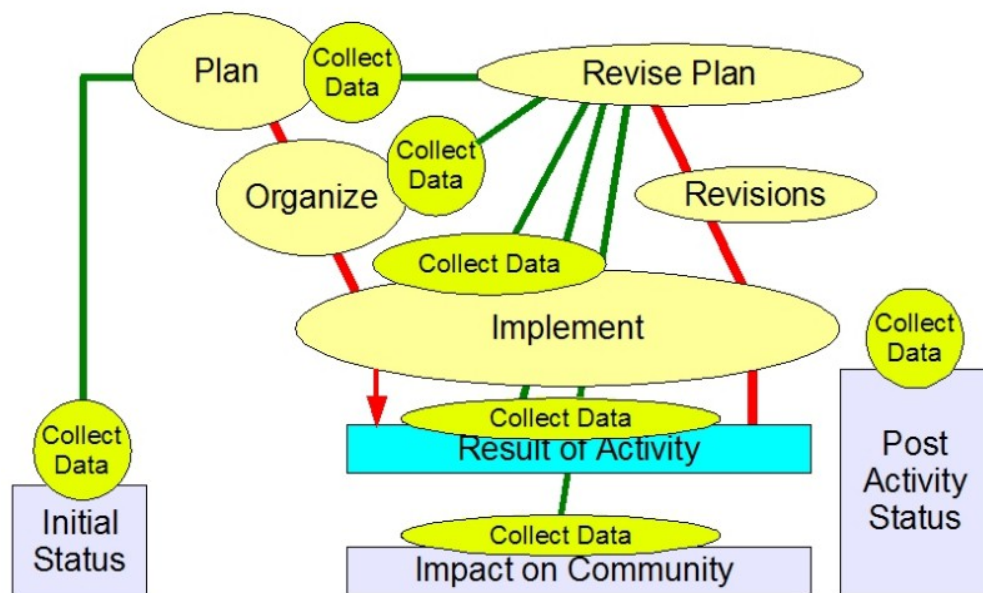 Plan
Collect
Data
Revise Plan
Collect
Data
Organize
Revisions
Collect Data
Implement
Collect
Data
Collect
Data
Collect Data
Result of Activity
Post
Activity
Status
Initial
Status
Collect Data
Impact on Community